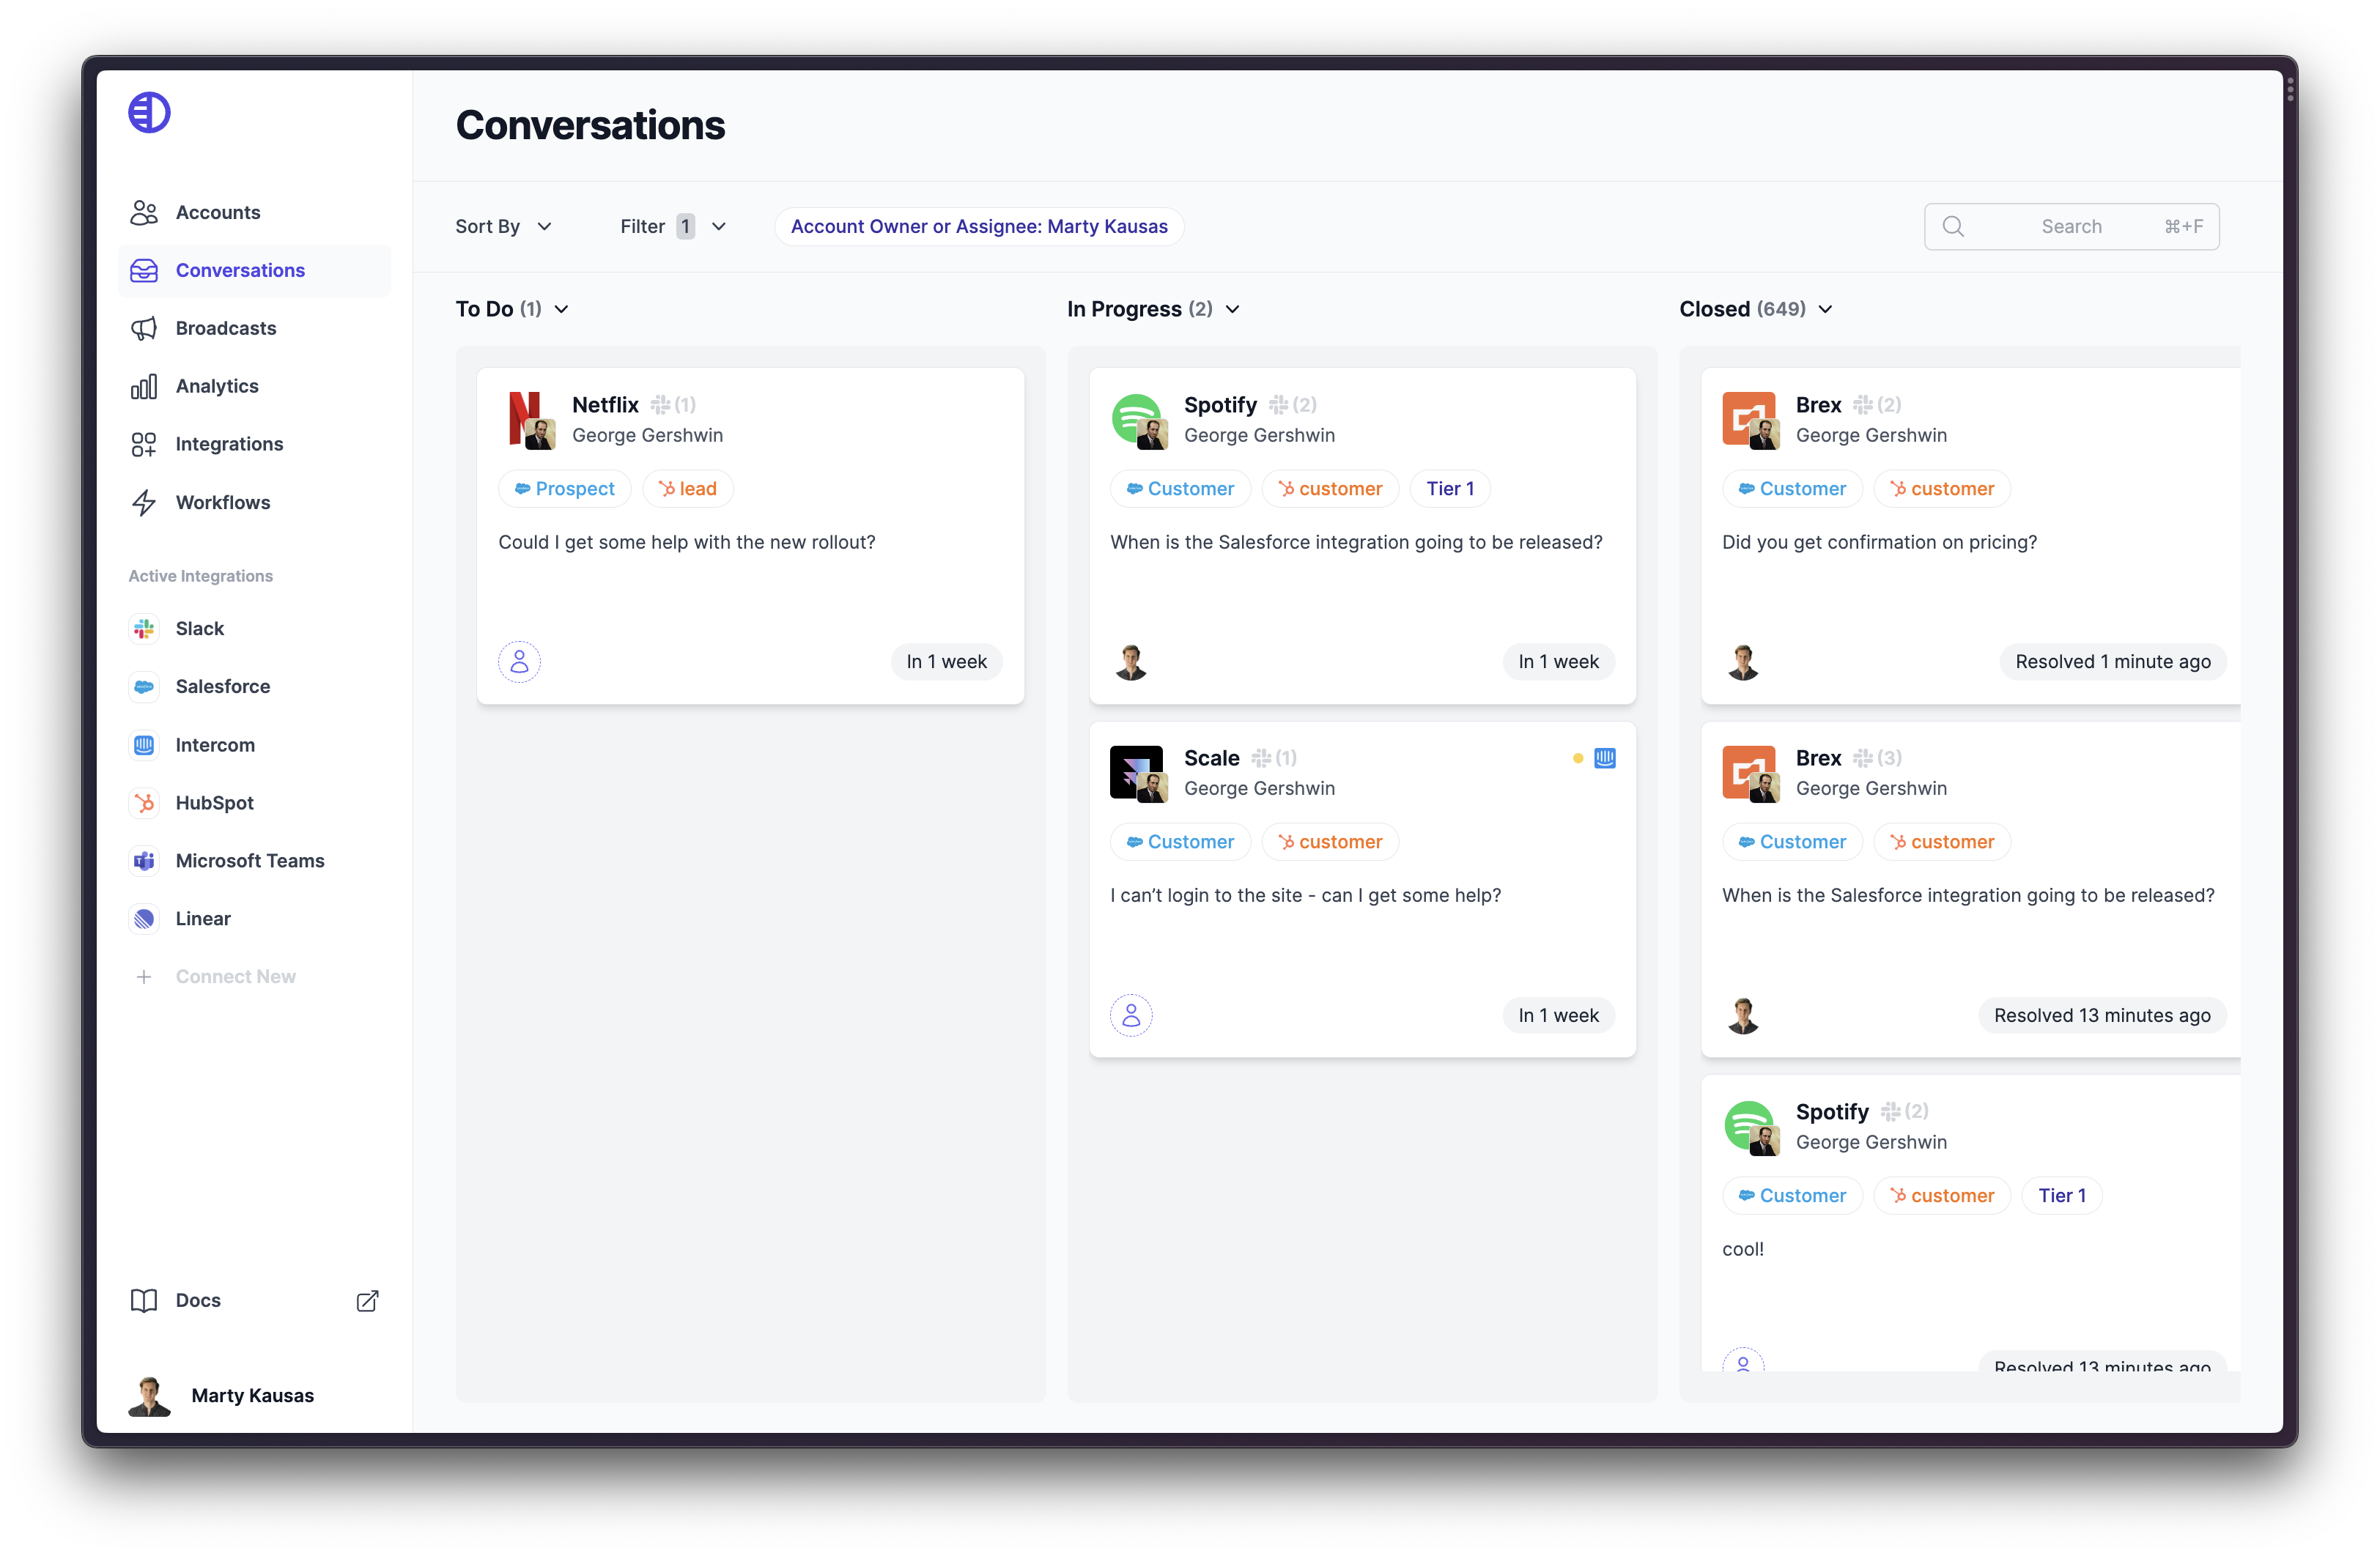 Accounts
Conversations
Broadcasts
Analytics
Integrations
Workflows
Active Integrations
Slack
Salesforce
Intercom
HubSpot
Microsoft Teams
Linear
+ Connect New
Docs
Marty Kausas
Conversations
Sort By
Filter 1
Account Owner or Assignee: Marty Kausas
Search ⌘+F
To Do (1)
Netflix (1)
George Gershwin
Prospect lead
Could I get some help with the new rollout?
In 1 week
In Progress (2)
Spotify (2)
George Gershwin
Customer customer Tier 1
When is the Salesforce integration going to be released?
In 1 week
Scale (1)
George Gershwin
Customer customer
I can’t login to the site - can I get some help?
In 1 week
Closed (649)
Brex (2)
George Gershwin
Customer customer
Did you get confirmation on pricing?
Resolved 1 minute ago
Brex (3)
George Gershwin
Customer customer
When is the Salesforce integration going to be released?
Resolved 13 minutes ago
Spotify (2)
George Gershwin
Customer customer Tier 1
cool!
Resolved 13 minutes ago